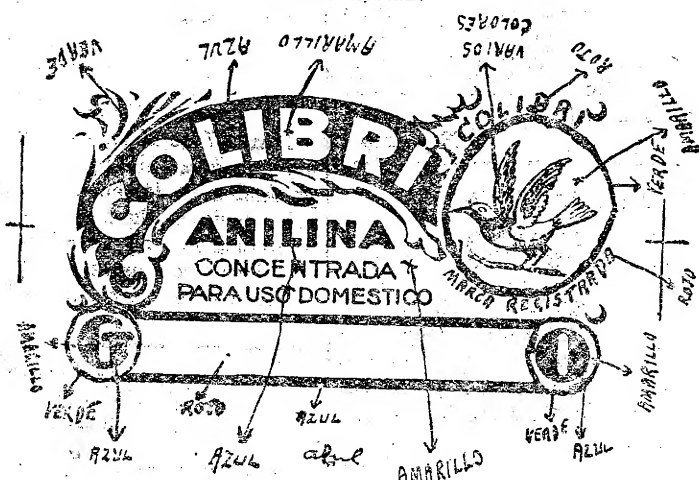 VERDE
AZUL
AMARILLO
VARIOS
COLORES
ROJO
COLIBRI
COLIBRI
AMARILLO
VERDE
ANILINA
CONCENTRADA
PARA USO DOMESTICO
MARCA REGISTRADA
ROJO
AMARILLO
G
I
AMARILLO
VERDE
ROJO
AZUL
VERDE
AZUL
AZUL
AZUL
azul
AMARILLO